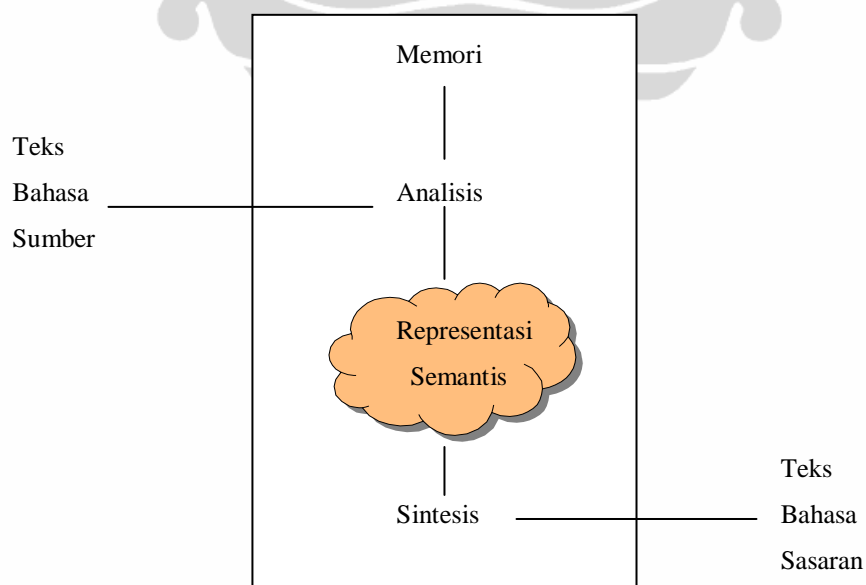 Memori
Teks
Bahasa
Sumber
Analisis
Representasi
Semantis
Sintesis
Teks
Bahasa
Sasaran